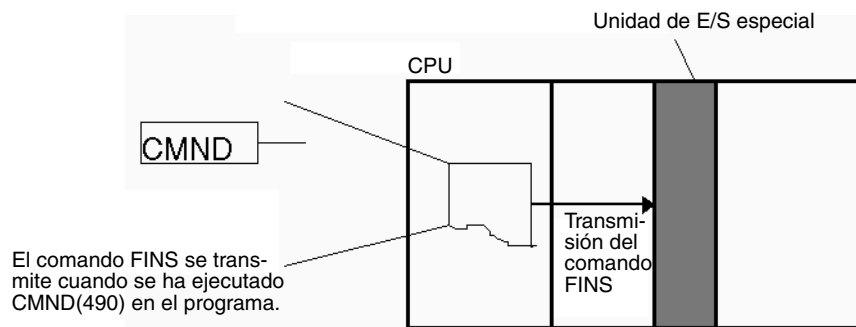 Unidad de E/S especial
CPU
CMND
Transmi-
sión del
comando
FINS
El comando FINS se trans-
mite cuando se ha ejecutado
CMND(490) en el programa.